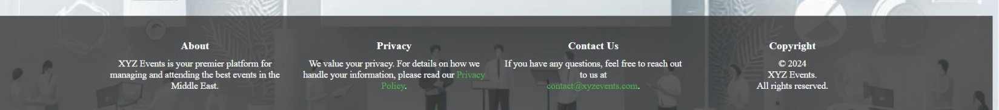 About
XYZ Events is your premier platform for
managing and attending the best events in the
Middle East.
Privacy
We value your privacy. For details on how we
handle your information, please read our Privacy
Policy.
Contact Us
If you have any questions, feel free to reach out
to us at
contact@xyzevents.com.
Copyright
© 2024
XYZ Events.
All rights reserved.